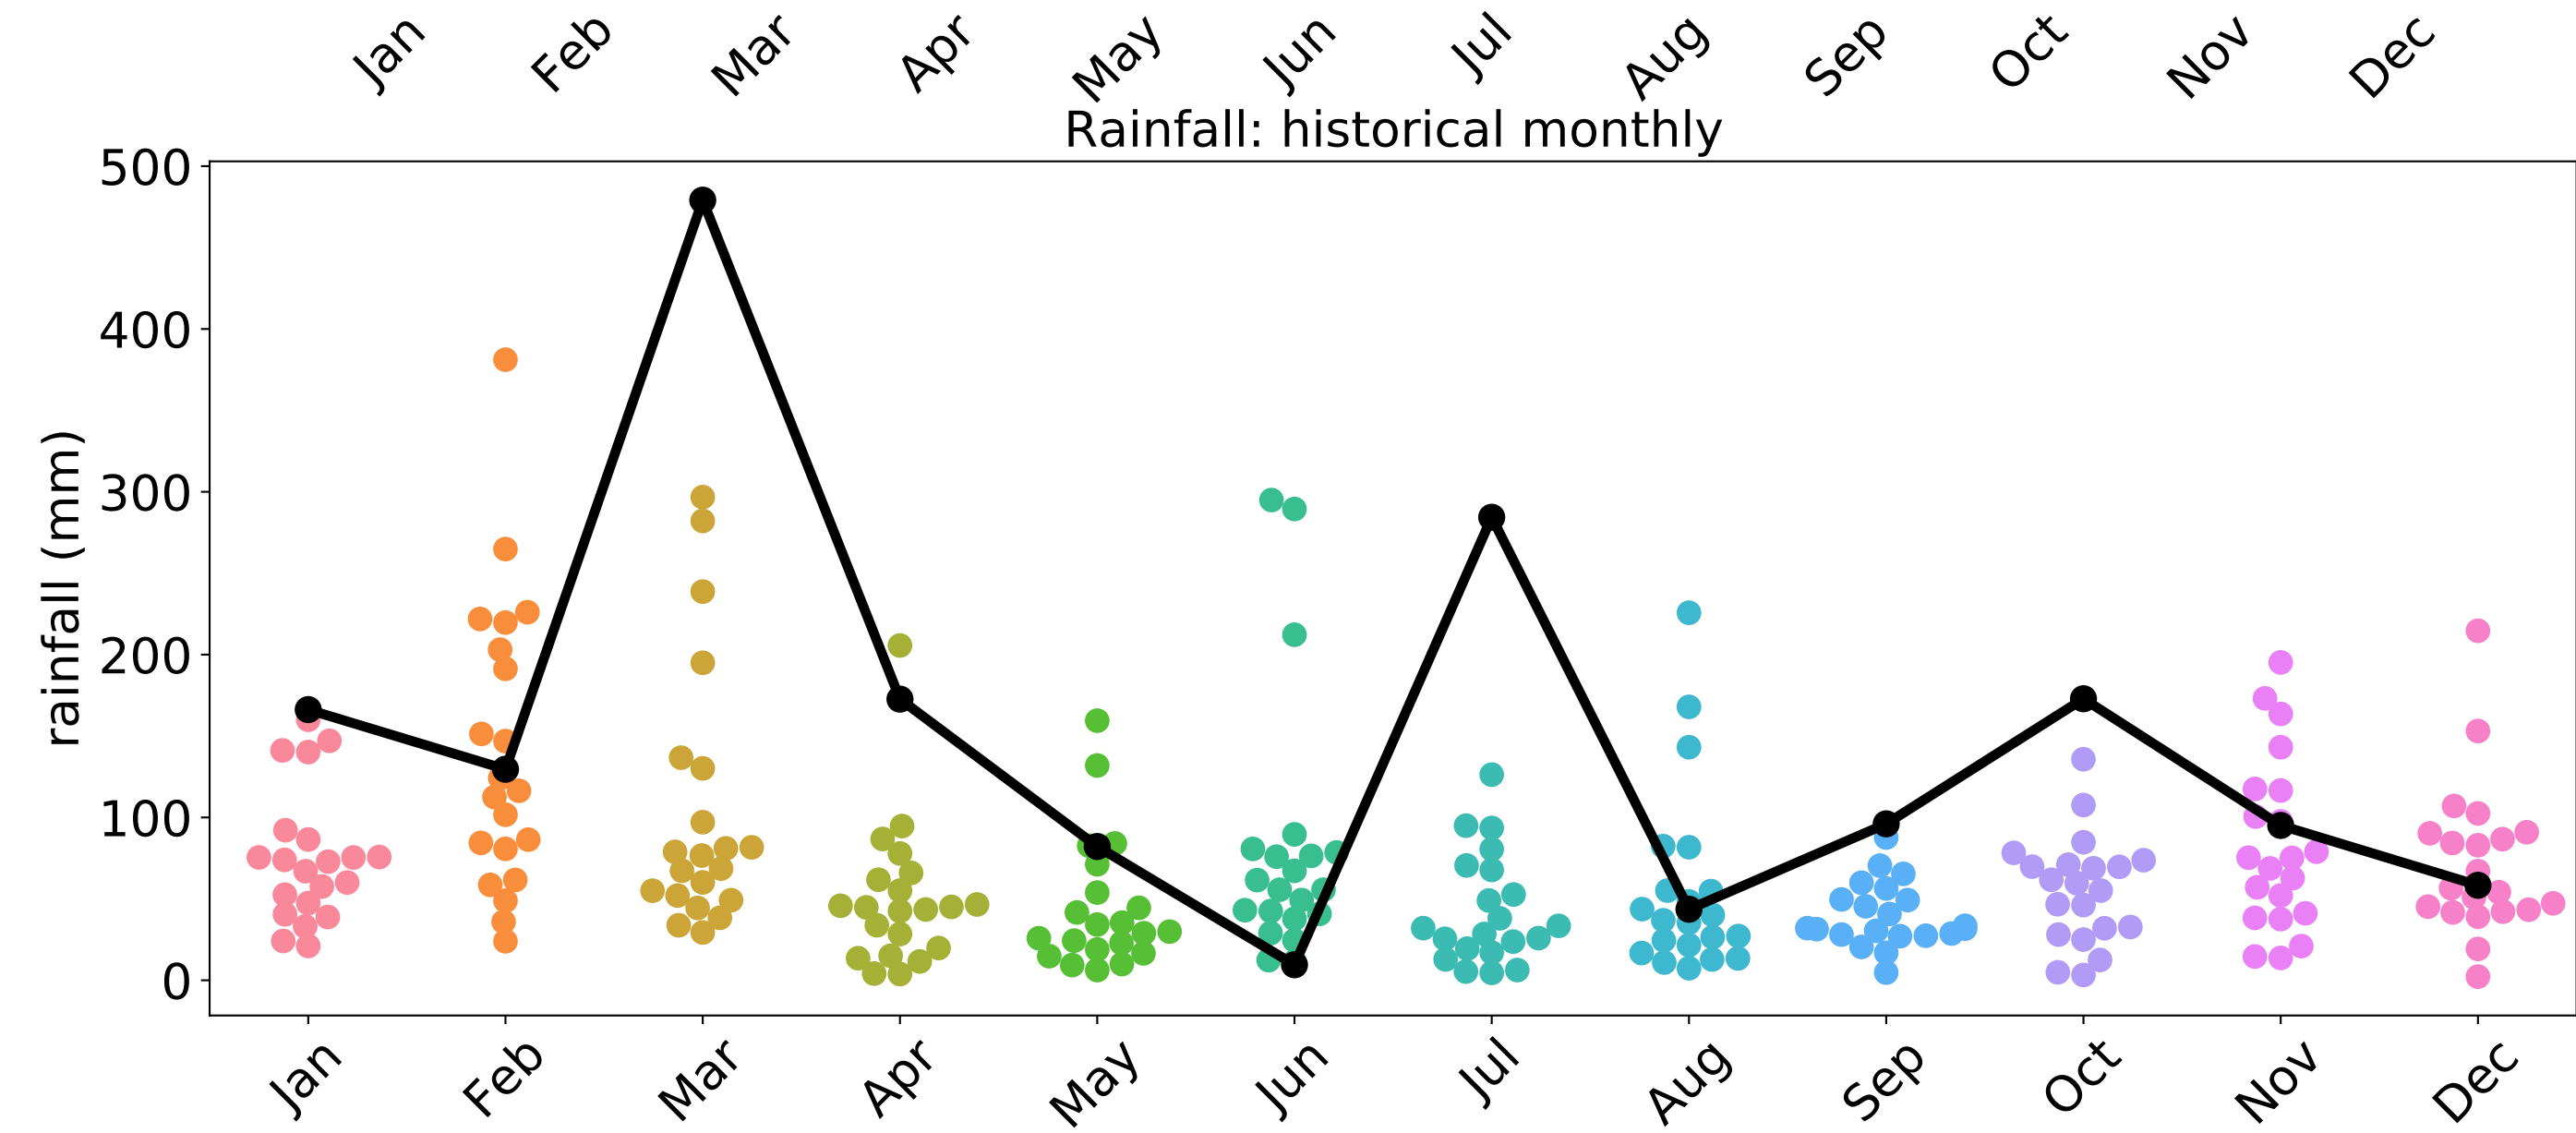 Jan Feb Mar Apr May Jun Jul Aug Sep Oct Nov Dec
Rainfall: historical monthly
500
400
300
200
100
0
rainfall (mm)
Jan Feb Mar Apr May Jun Jul Aug Sep Oct Nov Dec